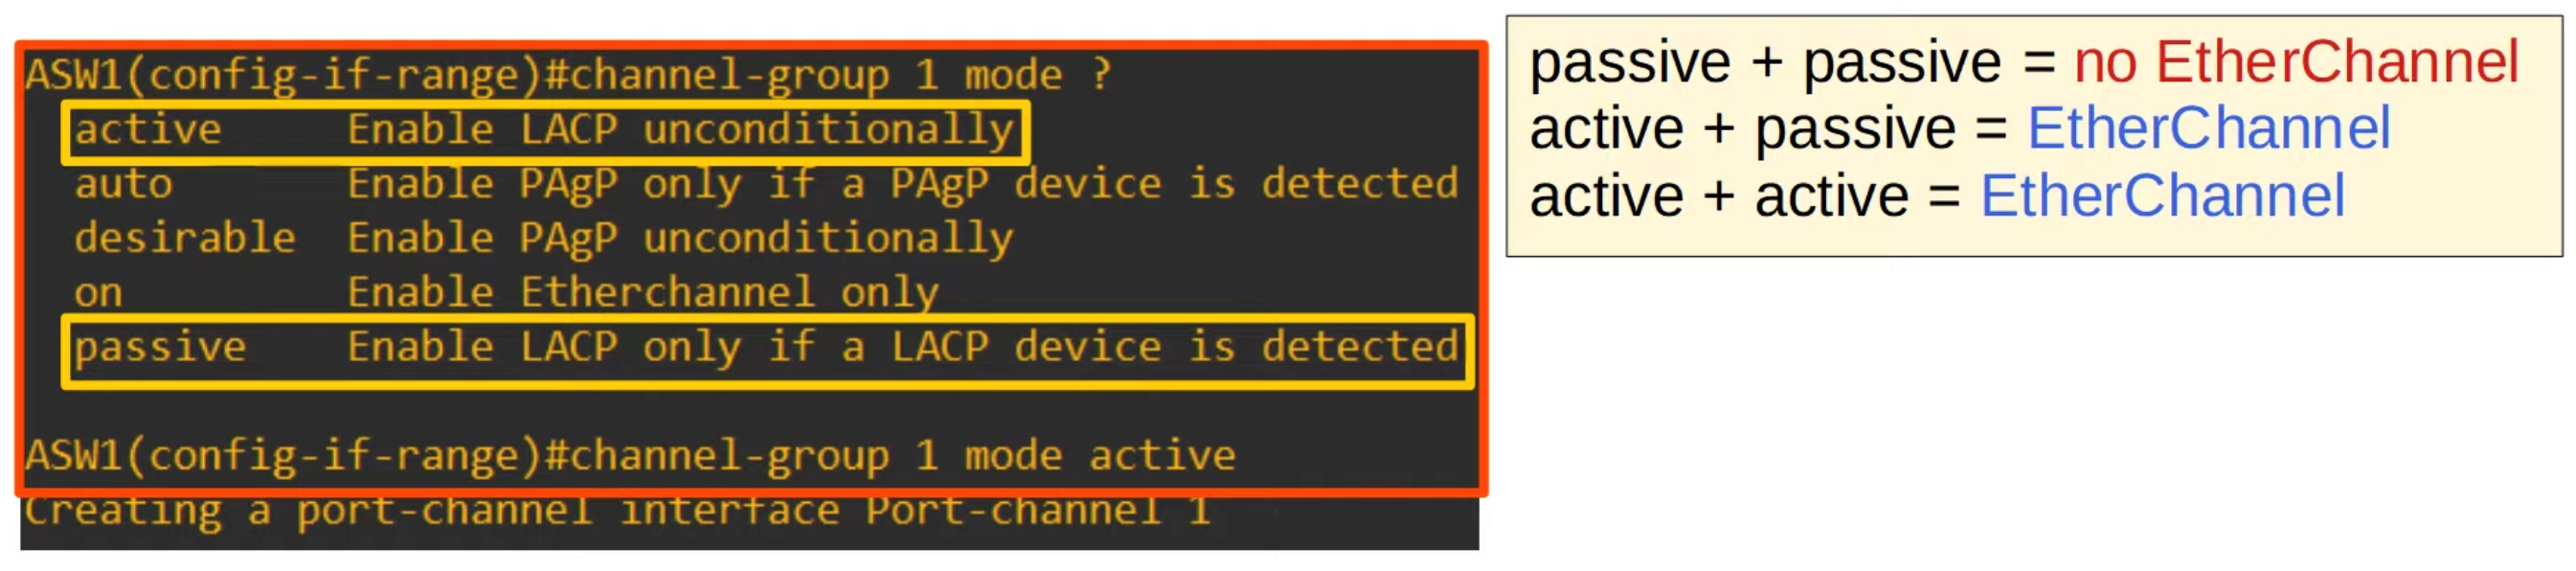 ASW1(config-if-range)#channel-group 1 mode ?
active Enable LACP unconditionally
auto Enable PAgP only if a PAgP device is detected
desirable Enable PAgP unconditionally
on Enable Etherchannel only
passive Enable LACP only if a LACP device is detected
ASW1(config-if-range)#channel-group 1 mode active
Creating a port-channel interface Port-channel 1
passive + passive = no EtherChannel
active + passive = EtherChannel
active + active = EtherChannel